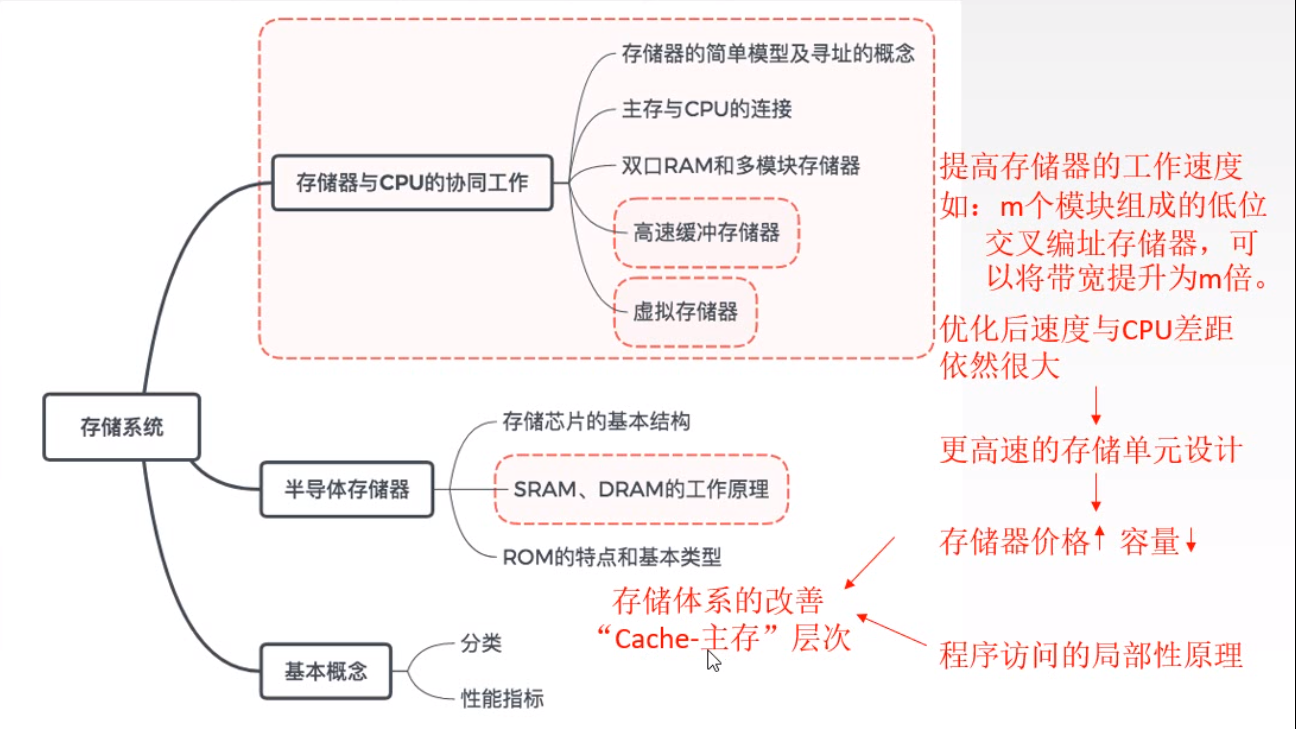 存储器的简单模型及寻址的概念
主存与CPU的连接
双口RAM和多模块存储器
存储器与CPU的协同工作
高速缓冲存储器
虚拟存储器
存储系统
存储芯片的基本结构
半导体存储器
SRAM、DRAM的工作原理
ROM的特点和基本类型
分类
基本概念
性能指标
提高存储器的工作速度
如：m个模块组成的低位
交叉编址存储器，可
以将带宽提升为m倍。
优化后速度与CPU差距
依然很大
更高速的存储单元设计
存储器价格↑ 容量↓
存储体系的改善
“Cache-主存”层次
程序访问的局部性原理